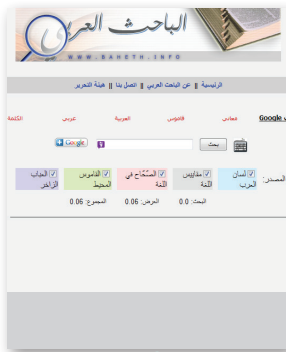 الباحث العربي
WWW.BAHETH.INFO
الرئيسية || عن الباحث العربي || اتصل بنا || هيئة التحرير
Google معاني قاموس العربية عربي الكلمة
بحث
Google
المصدر: لسان العرب مقاييس اللغة الصّحّاح في اللغة القاموس المحيط العباب الزاخر
البحث: 0.0 العرض: 0.06 المجموع: 0.06